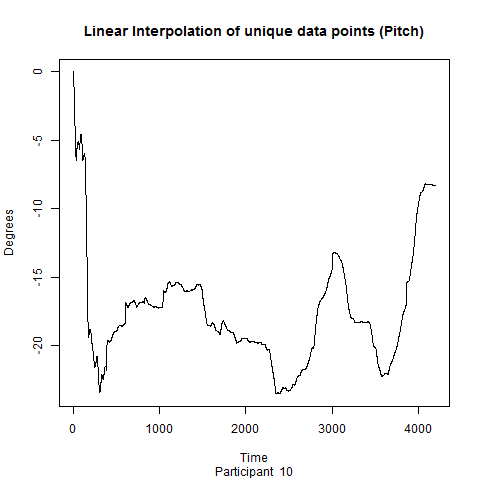 Linear Interpolation of unique data points (Pitch)
0
-5
-10
-15
-20
Degrees
0 1000 2000 3000 4000
Time
Participant 10